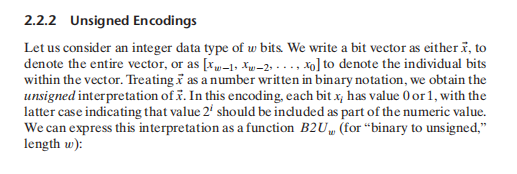 2.2.2 Unsigned Encodings
Let us consider an integer data type of w bits. We write a bit vector as either x⃗, to
denote the entire vector, or as [xw−1, xw−2, . . . , x0] to denote the individual bits
within the vector. Treating x⃗ as a number written in binary notation, we obtain the
unsigned interpretation of x⃗. In this encoding, each bit xi has value 0 or 1, with the
latter case indicating that value 2^i should be included as part of the numeric value.
We can express this interpretation as a function B2Uw (for “binary to unsigned,”
length w):